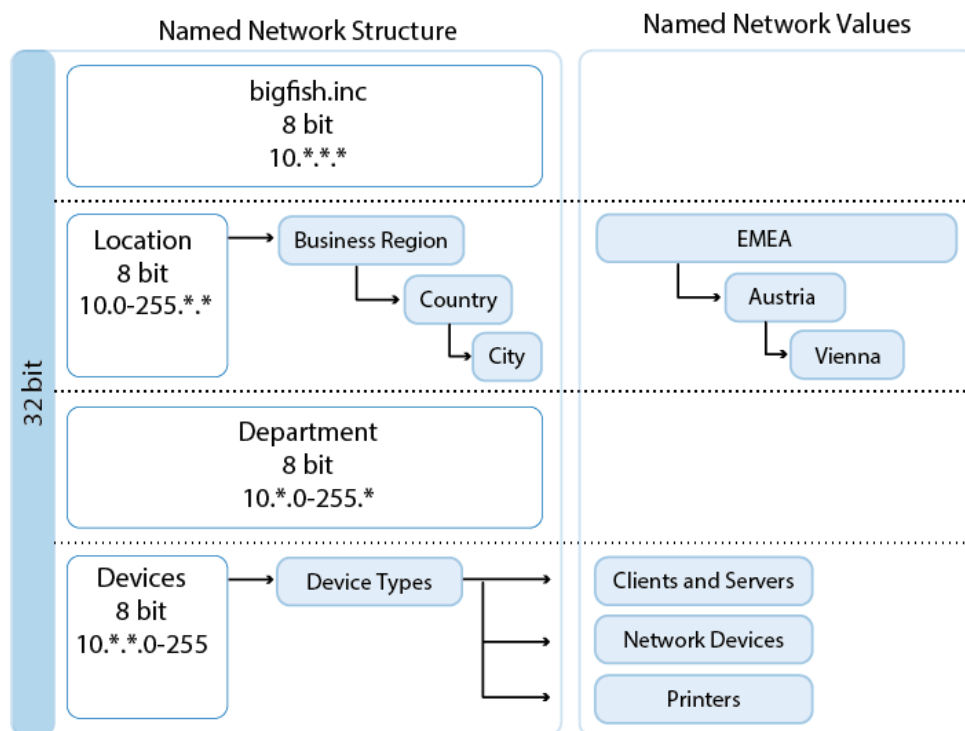 Named Network Structure
Named Network Values
32 bit
bigfish.inc
8 bit
10.*.*.*
Location
8 bit
10.0-255.*.*
Business Region
Country
City
EMEA
Austria
Vienna
Department
8 bit
10.*.0-255.*
Devices
8 bit
10.*.*.0-255
Device Types
Clients and Servers
Network Devices
Printers